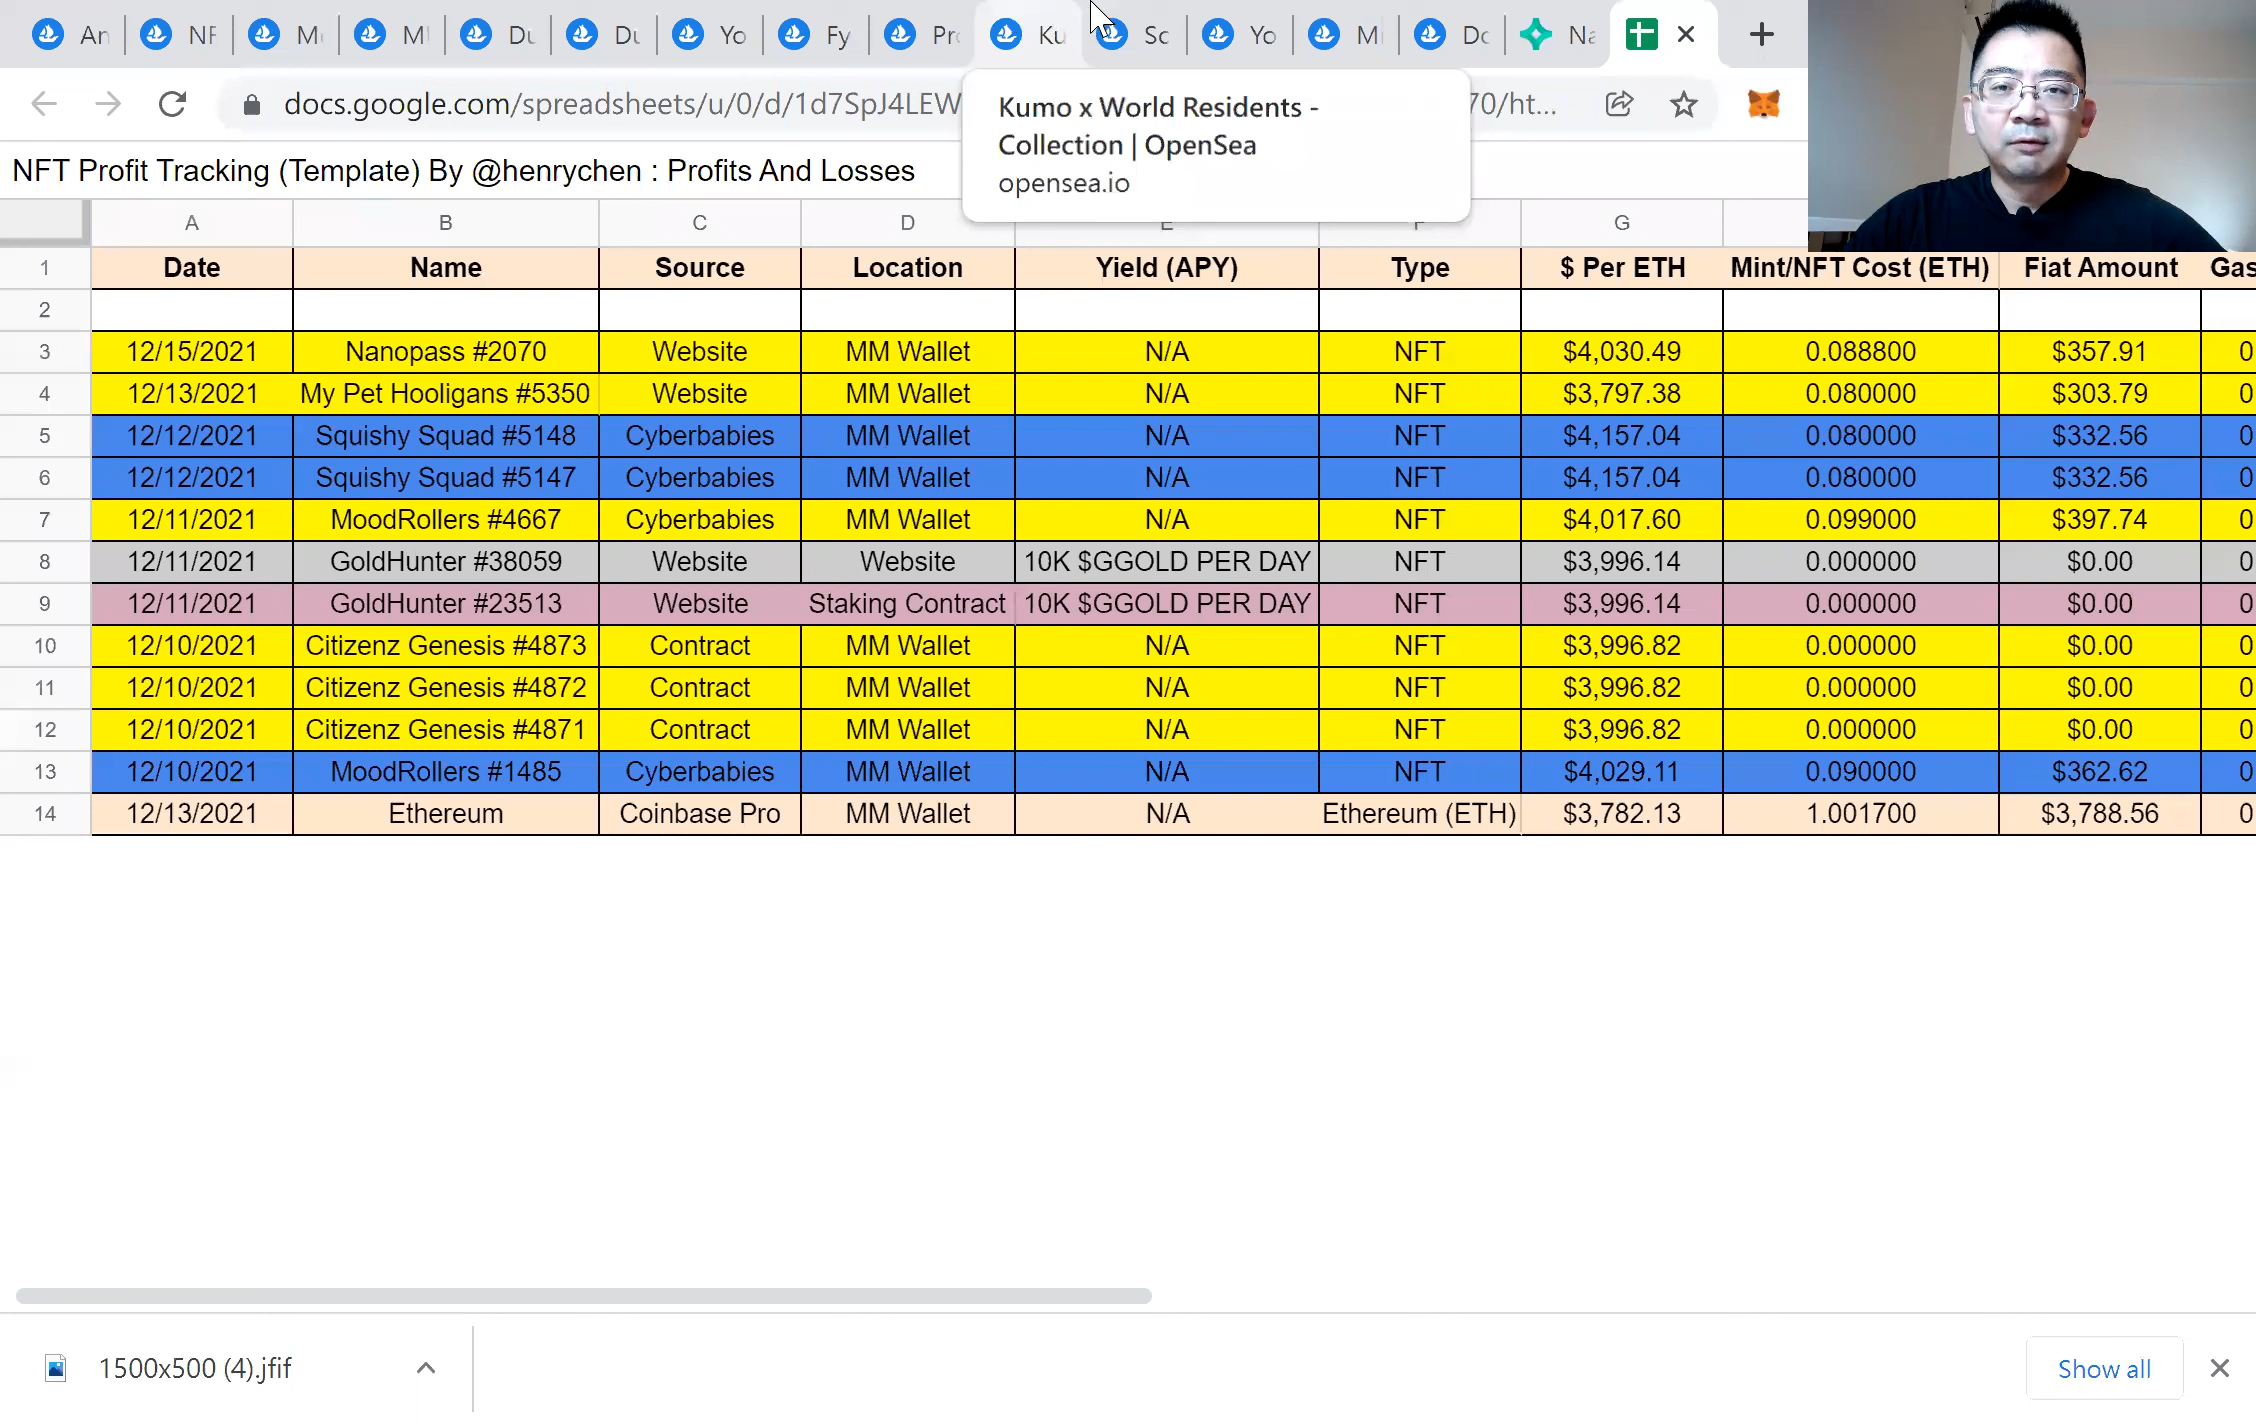 An NF M M Du Du Yo Fy Pr Ku Sc Yo Mi Do Na
docs.google.com/spreadsheets/u/0/d/1d7SpJ4LEW 70/ht...
Kumo x World Residents -
Collection | OpenSea
opensea.io
NFT Profit Tracking (Template) By @henrychen : Profits And Losses
A B C D E F G
1 Date Name Source Location Yield (APY) Type $ Per ETH Mint/NFT Cost (ETH) Fiat Amount Gas
2
3 12/15/2021 Nanopass #2070 Website MM Wallet N/A NFT $4,030.49 0.088800 $357.91 0
4 12/13/2021 My Pet Hooligans #5350 Website MM Wallet N/A NFT $3,797.38 0.080000 $303.79 0
5 12/12/2021 Squishy Squad #5148 Cyberbabies MM Wallet N/A NFT $4,157.04 0.080000 $332.56 0
6 12/12/2021 Squishy Squad #5147 Cyberbabies MM Wallet N/A NFT $4,157.04 0.080000 $332.56 0
7 12/11/2021 MoodRollers #4667 Cyberbabies MM Wallet N/A NFT $4,017.60 0.099000 $397.74 0
8 12/11/2021 GoldHunter #38059 Website Website 10K $GGOLD PER DAY NFT $3,996.14 0.000000 $0.00 0
9 12/11/2021 GoldHunter #23513 Website Staking Contract 10K $GGOLD PER DAY NFT $3,996.14 0.000000 $0.00 0
10 12/10/2021 Citizenz Genesis #4873 Contract MM Wallet N/A NFT $3,996.82 0.000000 $0.00 0
11 12/10/2021 Citizenz Genesis #4872 Contract MM Wallet N/A NFT $3,996.82 0.000000 $0.00 0
12 12/10/2021 Citizenz Genesis #4871 Contract MM Wallet N/A NFT $3,996.82 0.000000 $0.00 0
13 12/10/2021 MoodRollers #1485 Cyberbabies MM Wallet N/A NFT $4,029.11 0.090000 $362.62 0
14 12/13/2021 Ethereum Coinbase Pro MM Wallet N/A Ethereum (ETH) $3,782.13 1.001700 $3,788.56 0
1500x500 (4).jfif
Show all